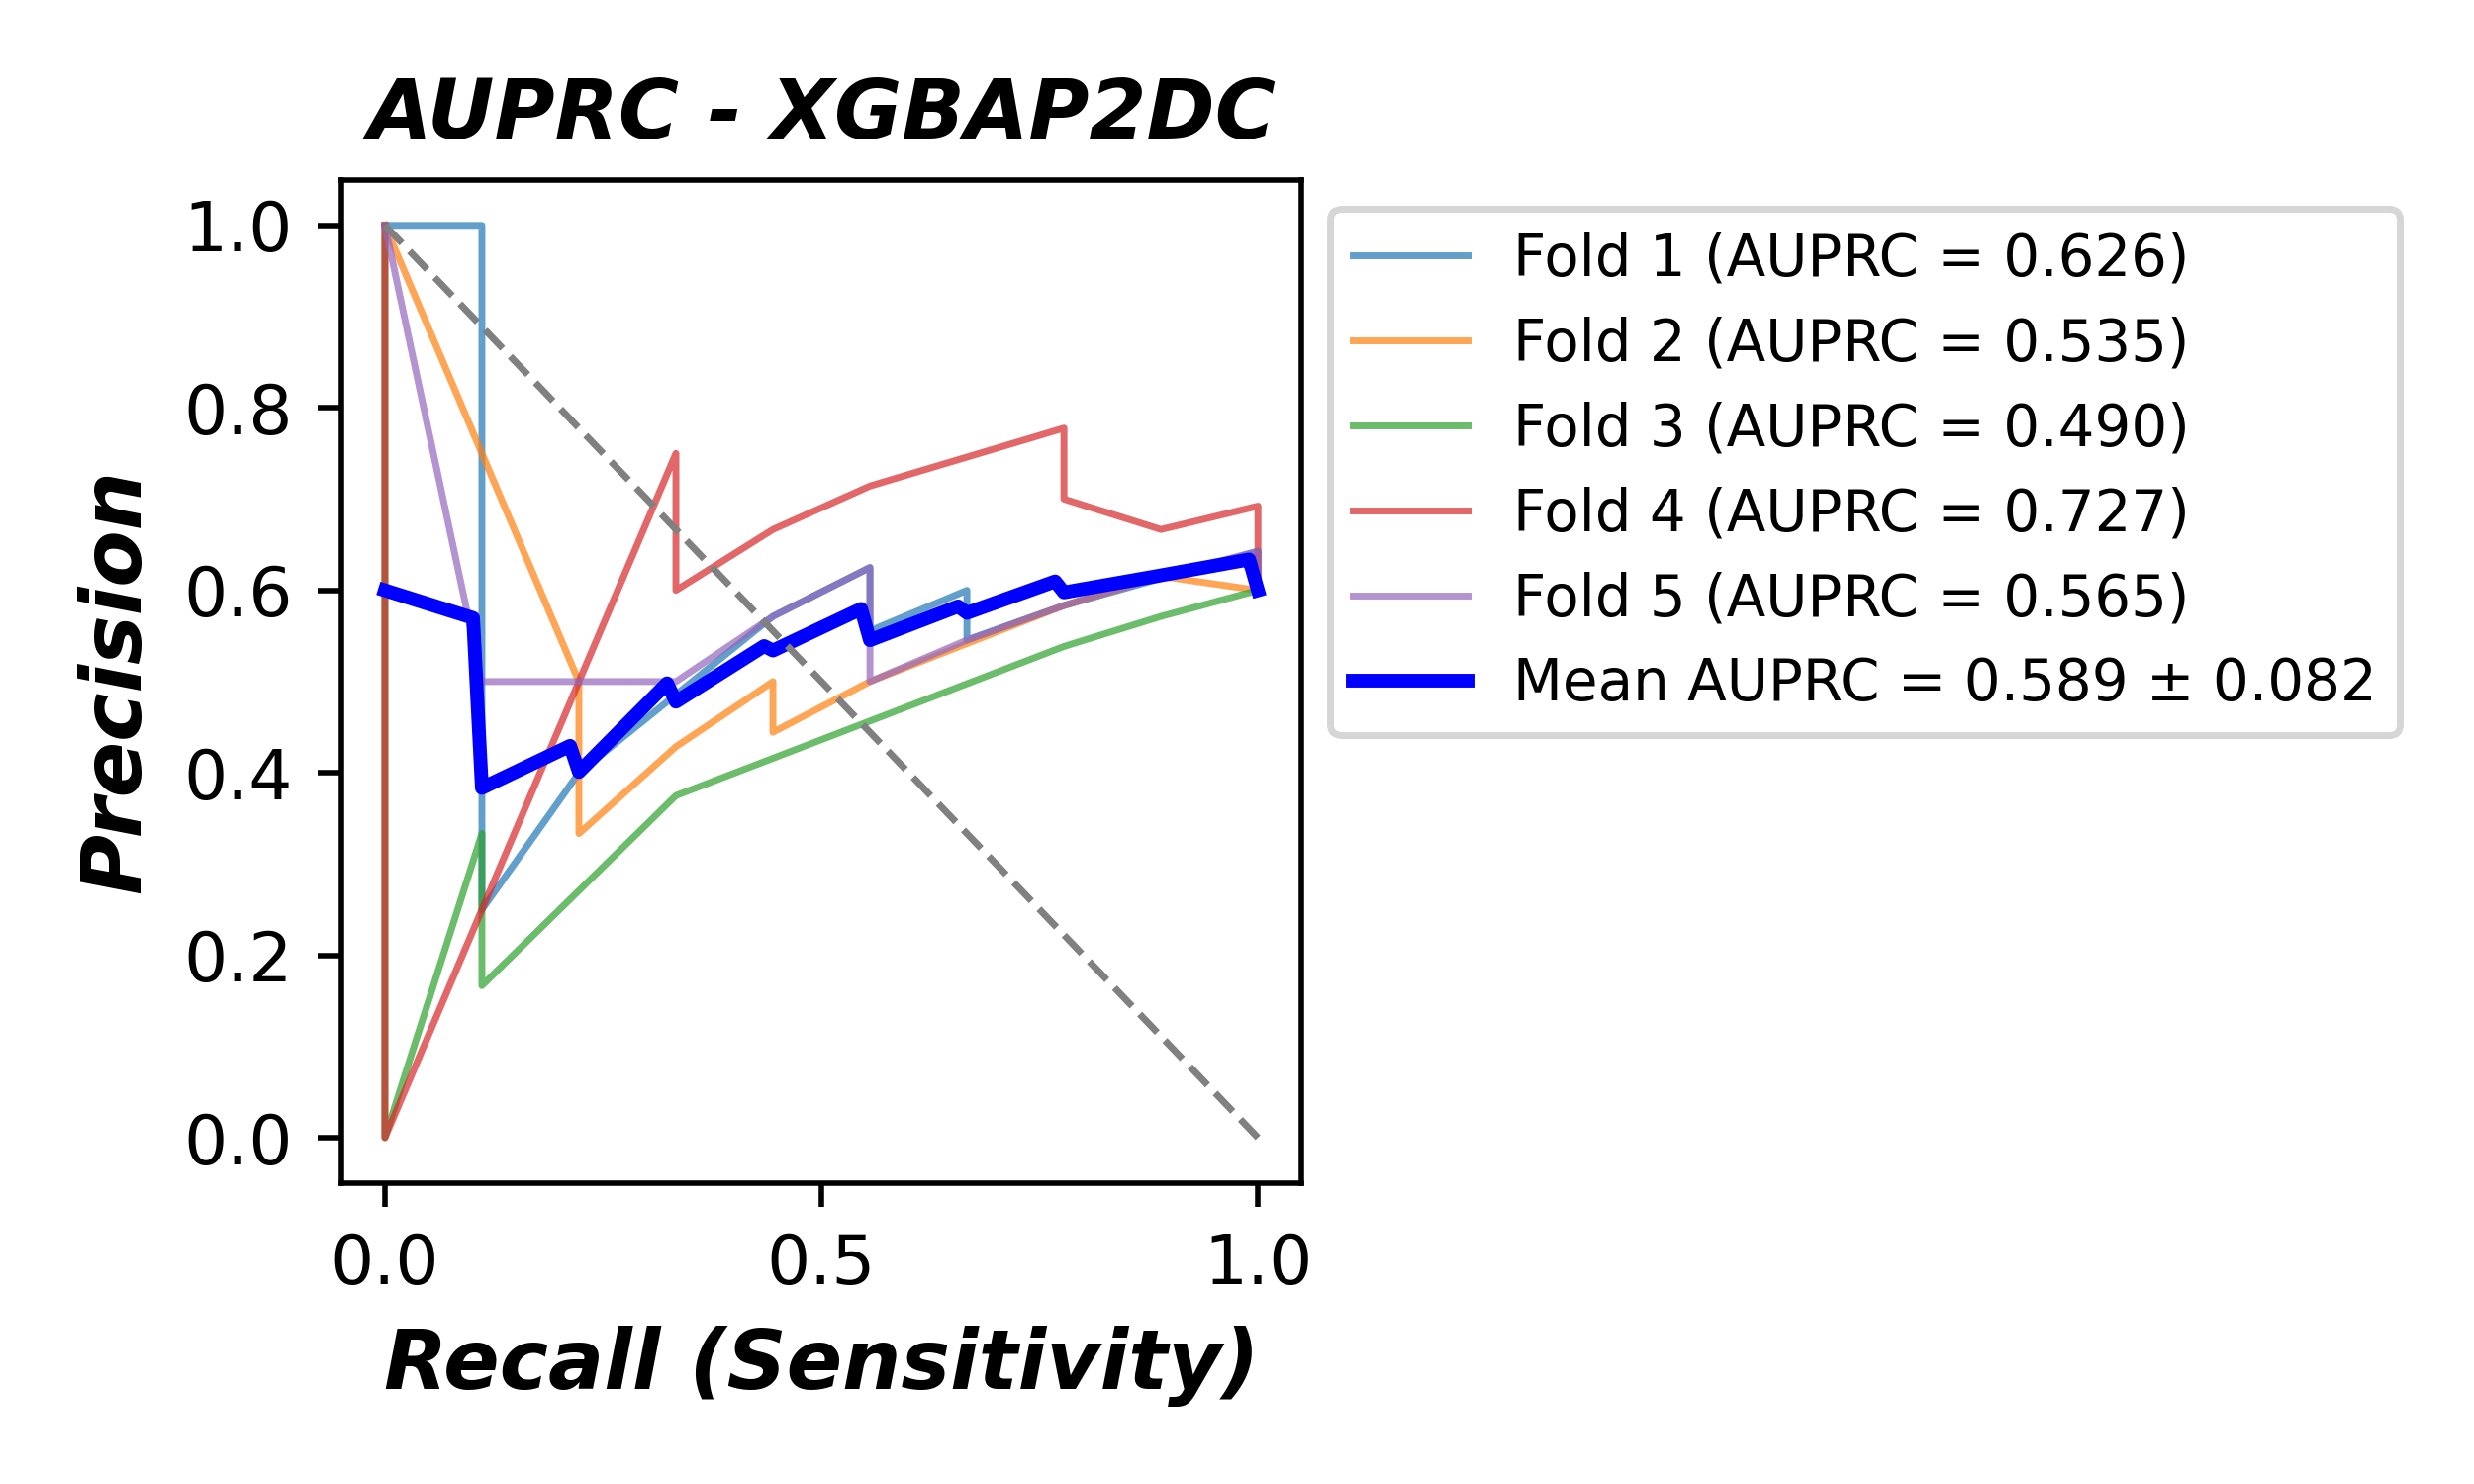 AUPRC - XGBAP2DC
Precision
1.0
0.8
0.6
0.4
0.2
0.0
0.0 0.5 1.0
Recall (Sensitivity)
Fold 1 (AUPRC = 0.626)
Fold 2 (AUPRC = 0.535)
Fold 3 (AUPRC = 0.490)
Fold 4 (AUPRC = 0.727)
Fold 5 (AUPRC = 0.565)
Mean AUPRC = 0.589 ± 0.082